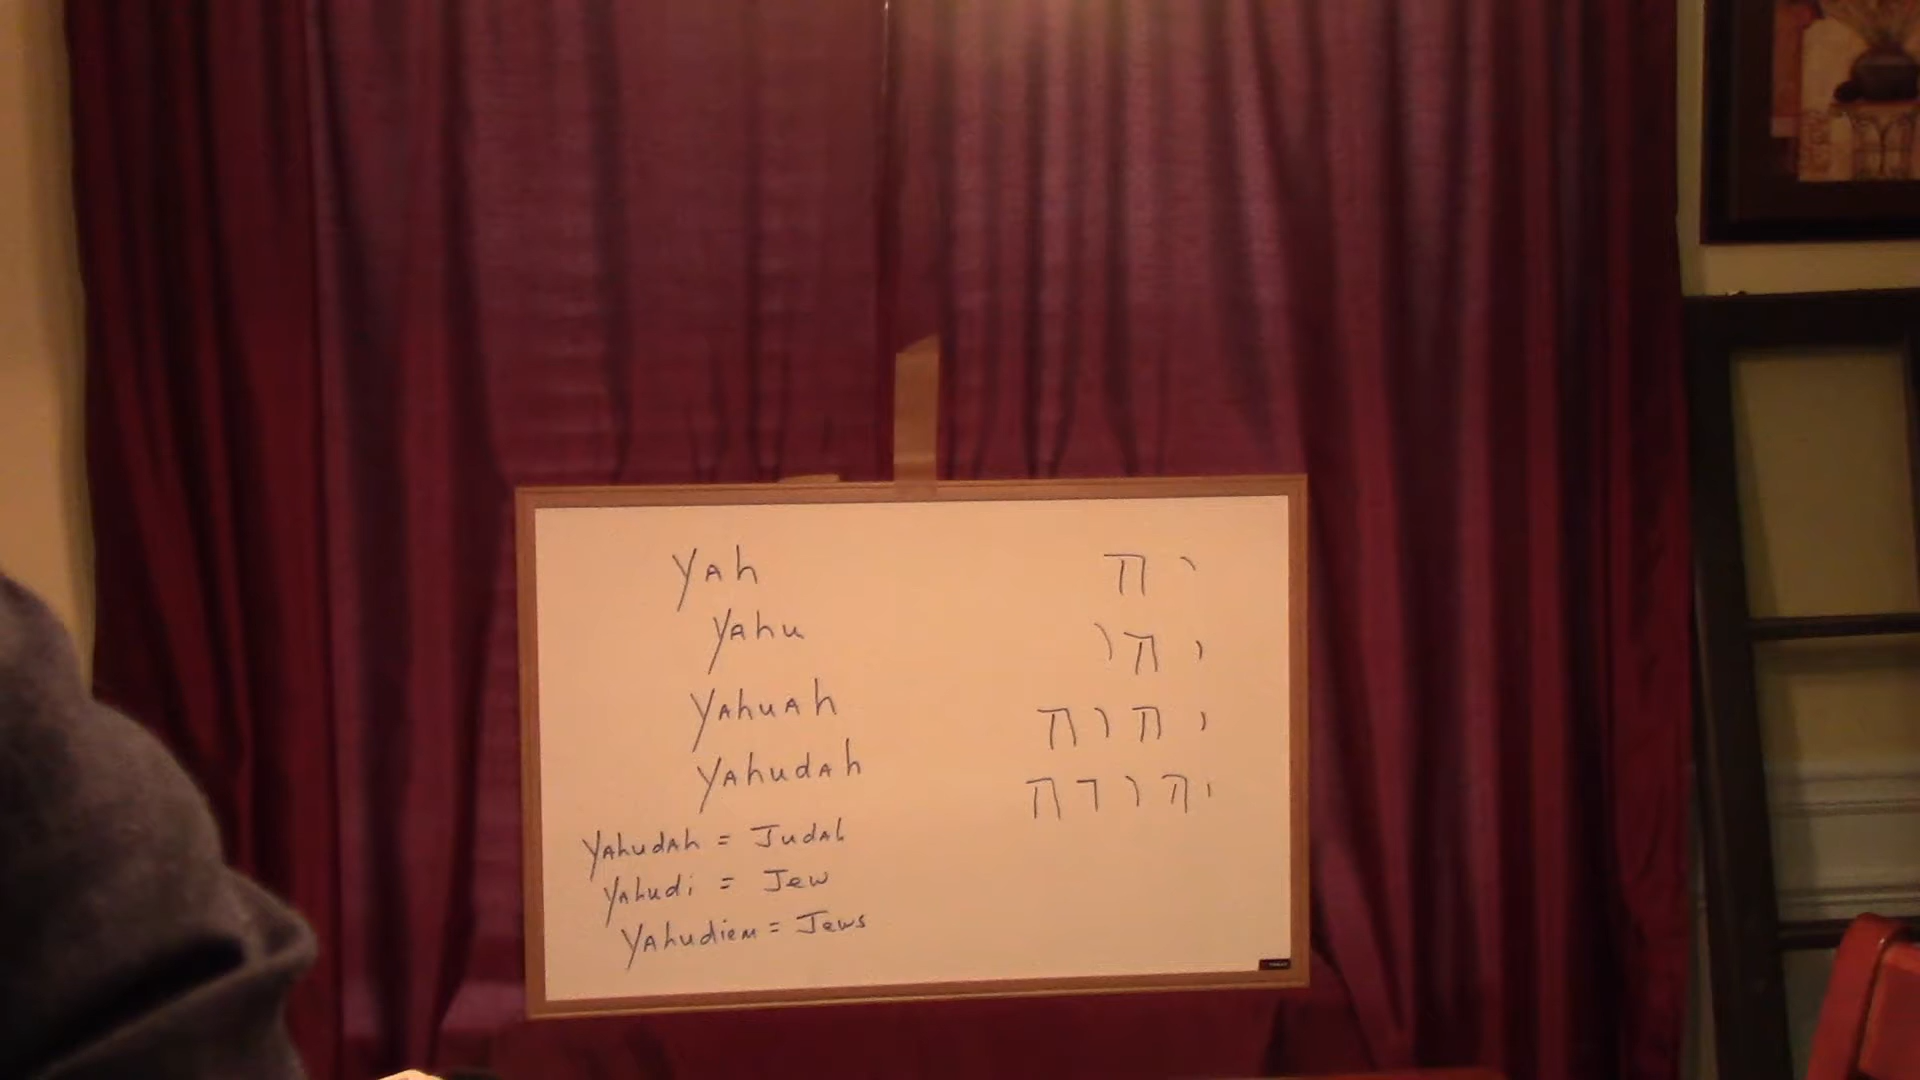 Yah יה
Yahu יהו
Yahuah יהוה
Yahudah יהודה
Yahudah = Judah
Yahudi = Jew
Yahudiem = Jews